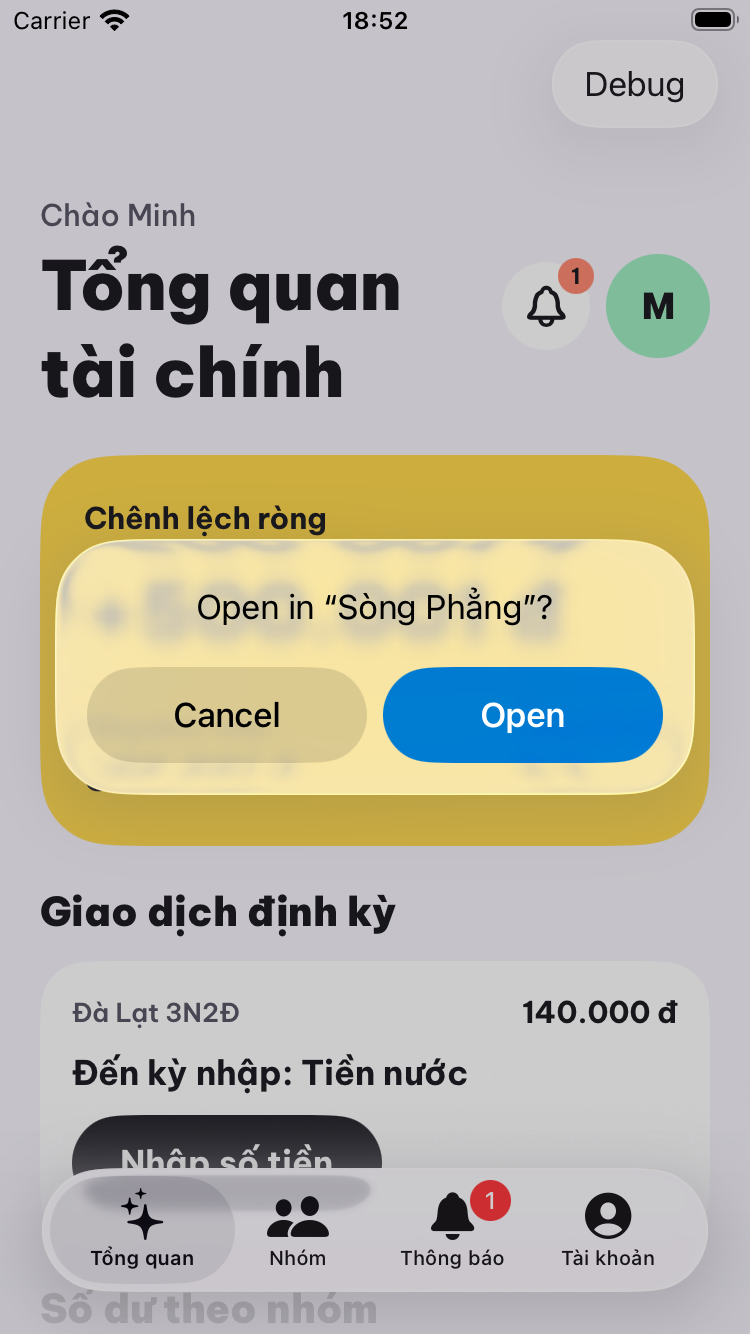 Carrier
18:52
Debug
Chào Minh
Tổng quan
tài chính
1
M
Chênh lệch ròng
Open in “Sòng Phẳng”?
Cancel
Open
Giao dịch định kỳ
Đà Lạt 3N2Đ
140.000 đ
Đến kỳ nhập: Tiền nước
Nhập số tiền
1
Tổng quan
Nhóm
Thông báo
Tài khoản
Số dư theo nhóm